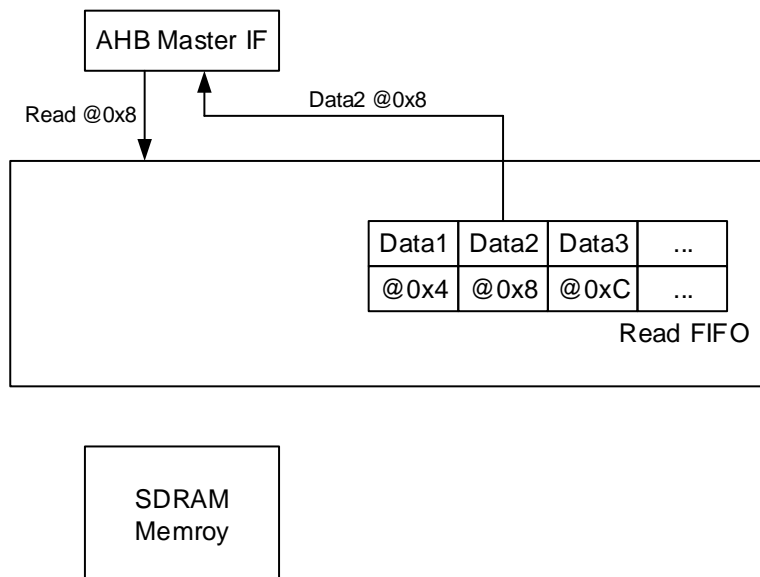 AHB Master IF
Data2 @0x8
Read @0x8
Data1 Data2 Data3 ...
@0x4 @0x8 @0xC ...
Read FIFO
SDRAM
Memroy